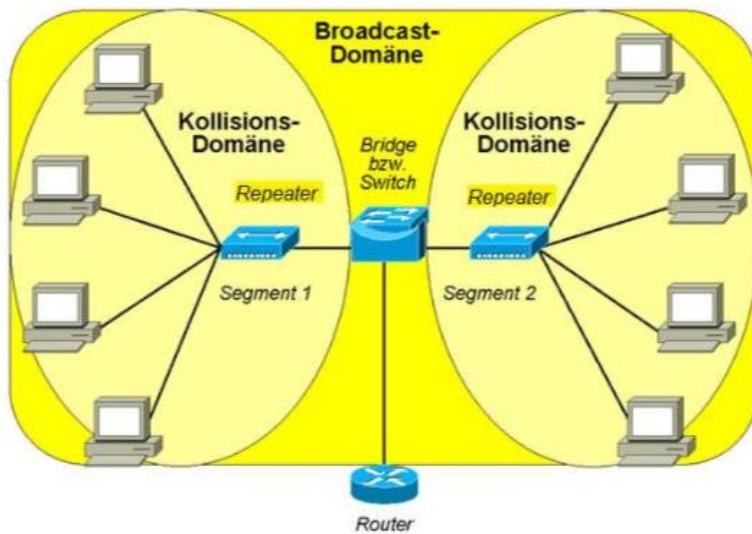 Broadcast-
Domäne
Kollisions-
Domäne
Kollisions-
Domäne
Bridge
bzw.
Switch
Repeater
Repeater
Segment 1
Segment 2
Router